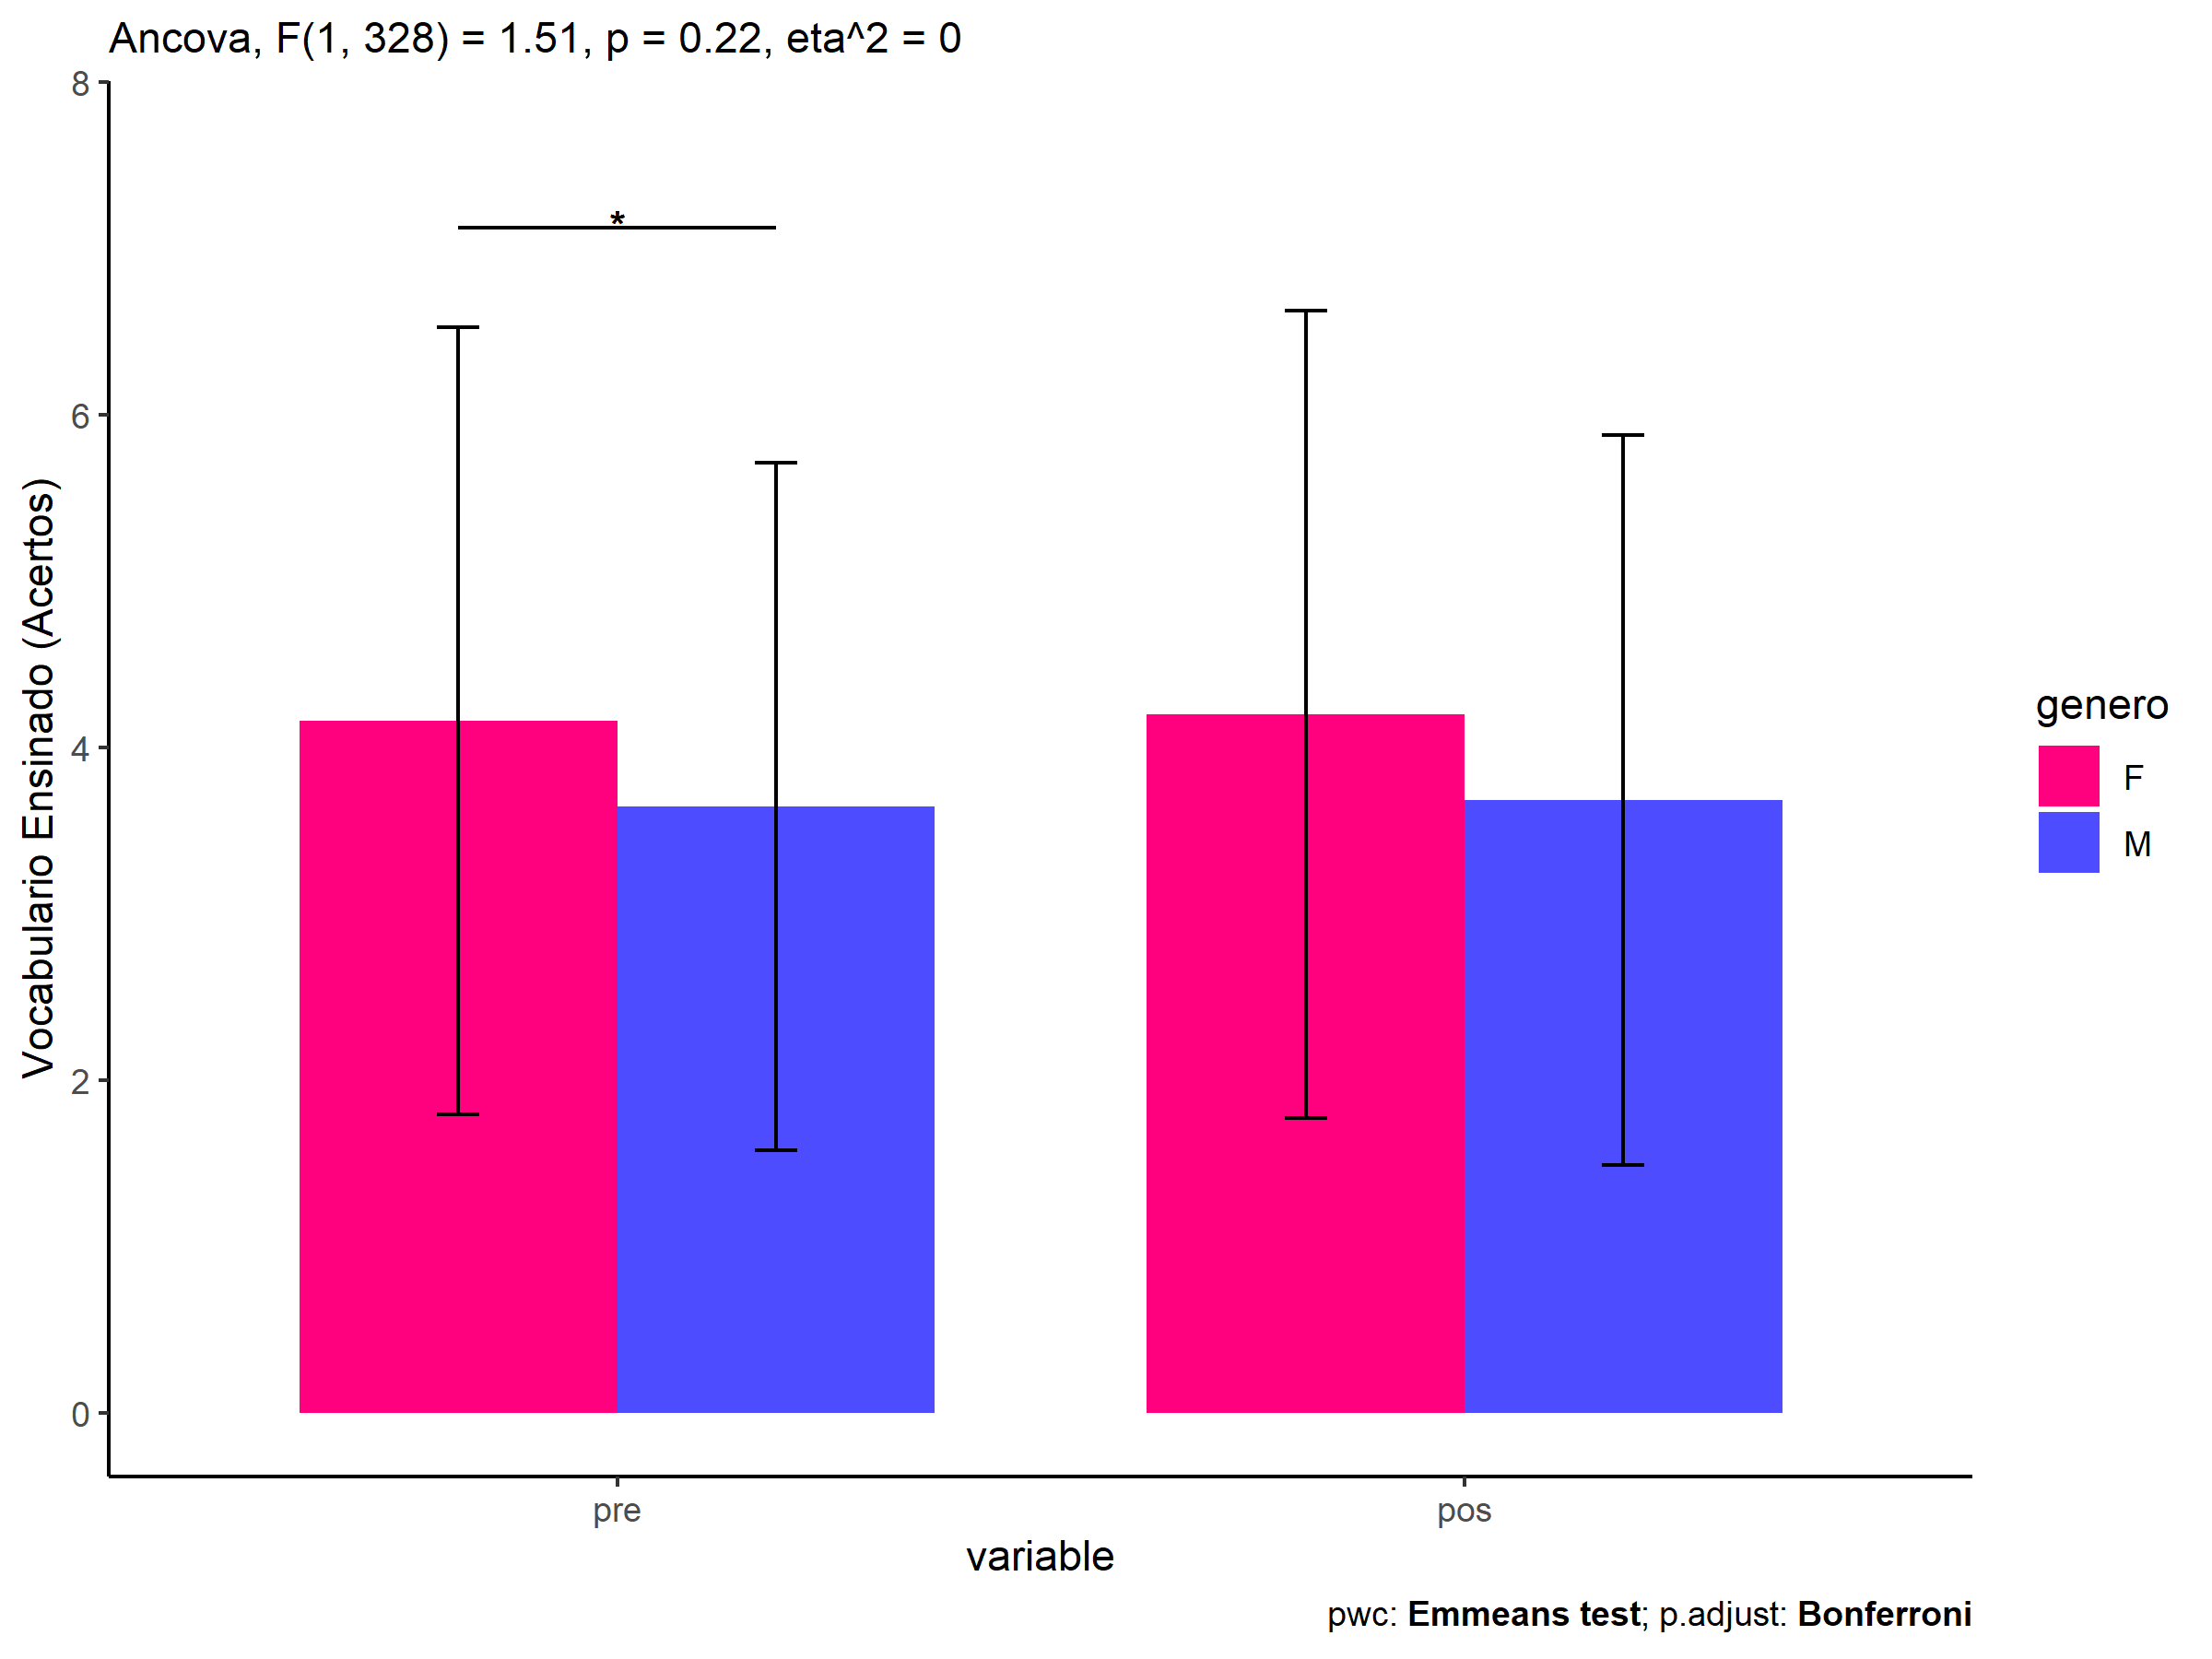 Ancova, F(1, 328) = 1.51, p = 0.22, eta^2 = 0
8
6
4
2
0
Vocabulario Ensinado (Acertos)
*
pre
pos
variable
genero
F
M
pwc: Emmeans test; p.adjust: Bonferroni